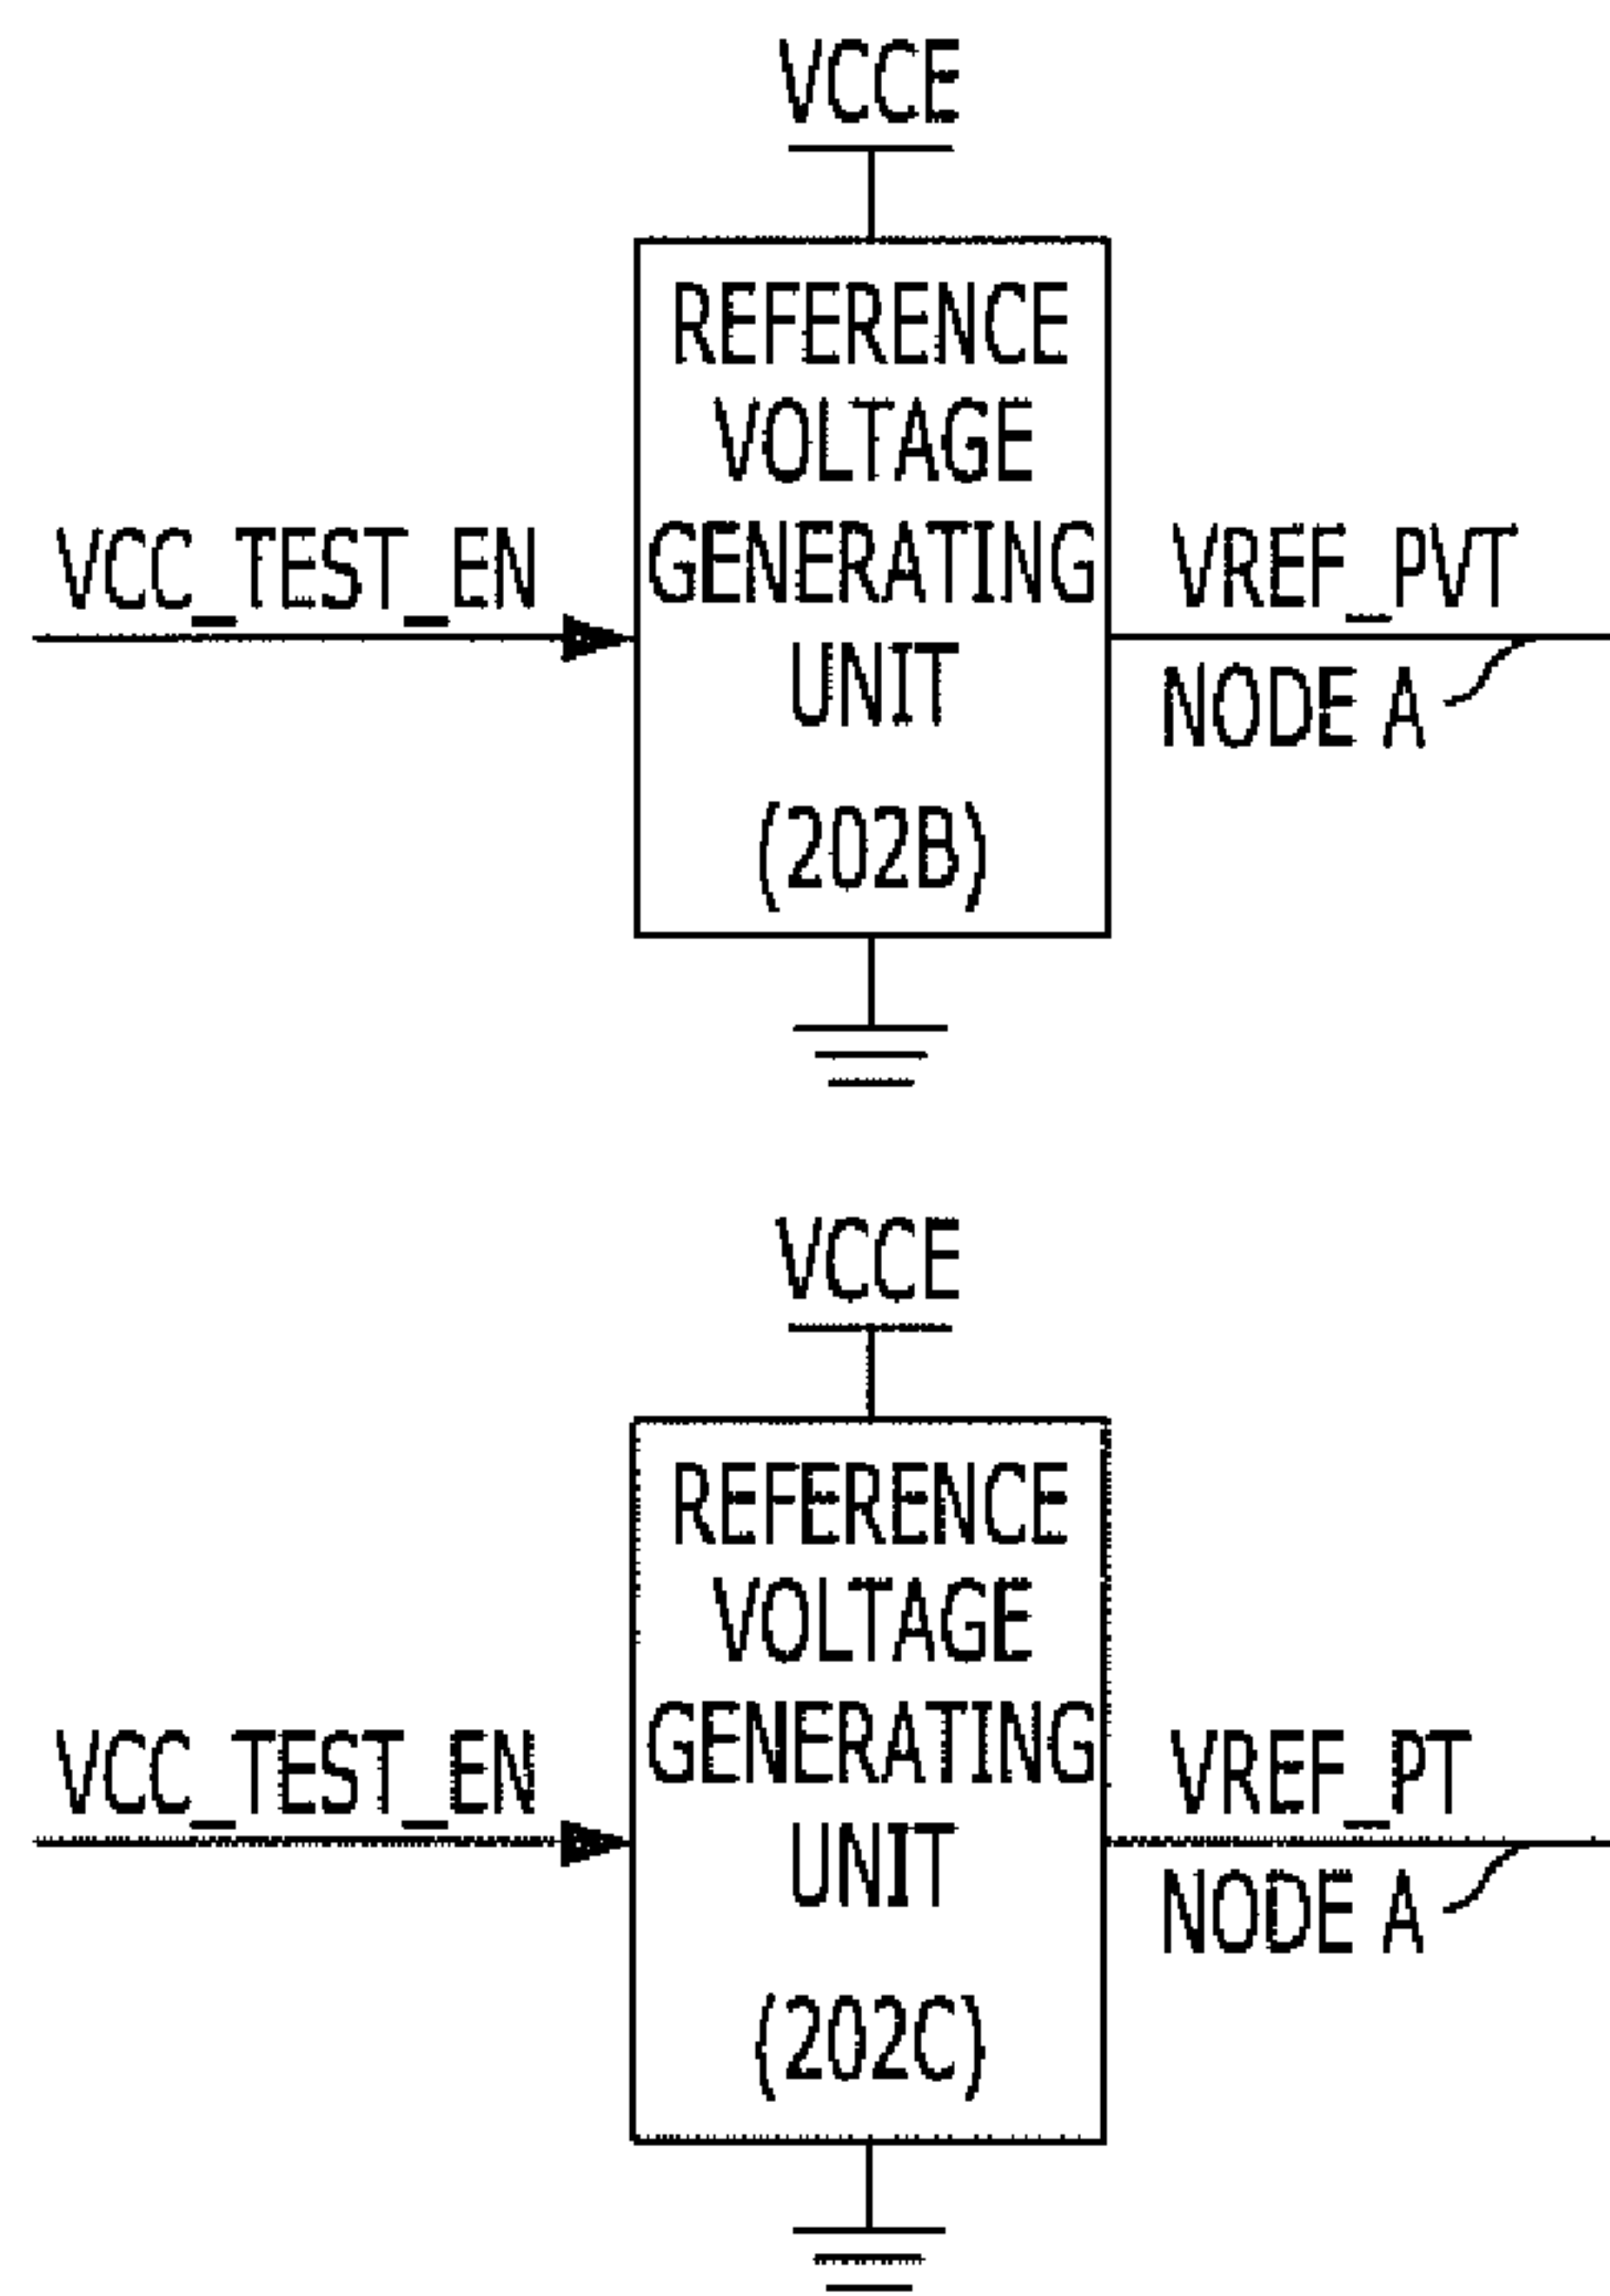 VCCE
REFERENCE
VOLTAGE
GENERATING
UNIT
(202B)
VCC_TEST_EN
VREF_PVT
NODE A
VCCE
REFERENCE
VOLTAGE
GENERATING
UNIT
(202C)
VCC_TEST_EN
VREF_PT
NODE A